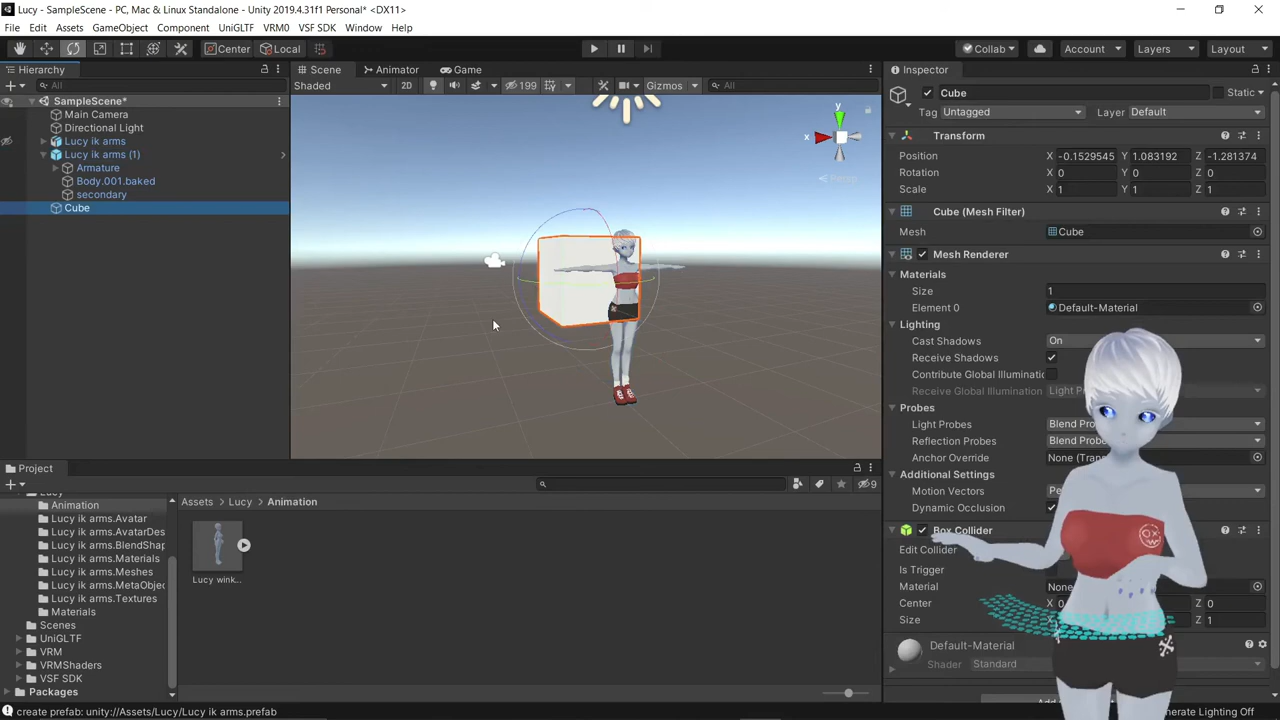 Lucy - SampleScene - PC, Mac & Linux Standalone - Unity 2019.4.31f1 Personal* <DX11>
File Edit Assets GameObject Component UniGLTF VRM0 VSF SDK Window Help
Center Local Collab Account Layers Layout
Hierarchy
All
SampleScene*
Main Camera
Directional Light
Lucy ik arms
Lucy ik arms (1)
Armature
Body.001.baked
secondary
Cube
Scene Animator Game
Shaded 2D 199 Gizmos All
y
x
Persp
Inspector
Cube Static
Tag Untagged Layer Default
Transform
Position X -0.1529545 Y 1.083192 Z -1.281374
Rotation X 0 Y 0 Z 0
Scale X 1 Y 1 Z 1
Cube (Mesh Filter)
Mesh Cube
Mesh Renderer
Materials
Size 1
Element 0 Default-Material
Lighting
Cast Shadows On
Receive Shadows
Contribute Global Illuminatic
Receive Global Illumination Light
Probes
Light Probes Blend Pro
Reflection Probes Blend Prob
Anchor Override None (Tran
Additional Settings
Motion Vectors Pe
Dynamic Occlusion
Box Collider
Edit Collider
Is Trigger
Material None
Center X 0 Z 0
Size X Z 1
Default-Material
Shader Standard
Project
9
Lucy
Animation
Lucy ik arms.Avatar
Lucy ik arms.AvatarDes
Lucy ik arms.BlendShap
Lucy ik arms.Materials
Lucy ik arms.Meshes
Lucy ik arms.MetaObjec
Lucy ik arms.Textures
Materials
Scenes
UniGLTF
VRM
VRMShaders
VSF SDK
Packages
Assets Lucy Animation
Lucy wink...
create prefab: unity://Assets/Lucy/Lucy ik arms.prefab
nerate Lighting Off